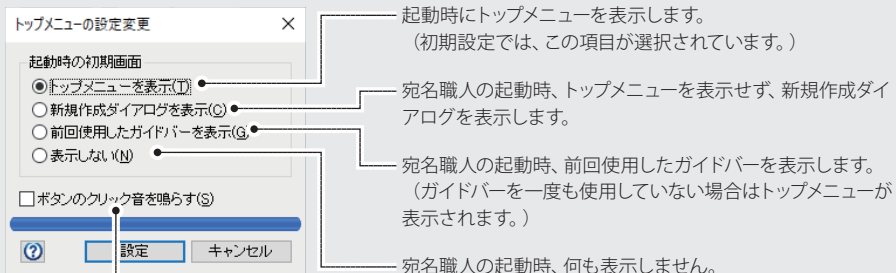 トップメニューの設定変更
起動時の初期画面
トップメニューを表示(T)
新規作成ダイアログを表示(C)
前回使用したガイドバーを表示(G)
表示しない(N)
ボタンのクリック音を鳴らす(S)
設定
キャンセル
起動時にトップメニューを表示します。
（初期設定では、この項目が選択されています。）
宛名職人の起動時、トップメニューを表示せず、新規作成ダイ
アログを表示します。
宛名職人の起動時、前回使用したガイドバーを表示します。
（ガイドバーを一度も使用していない場合はトップメニューが
表示されます。）
宛名職人の起動時、何も表示しません。